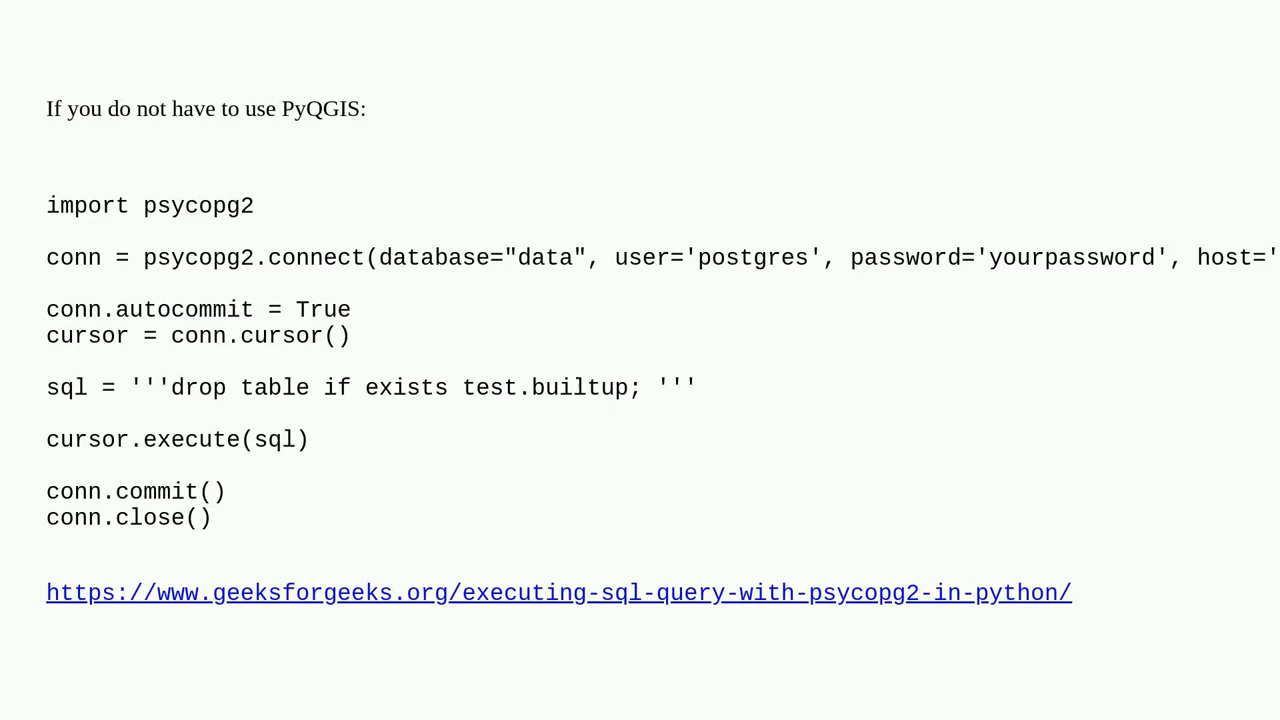 If you do not have to use PyQGIS:
import psycopg2
conn = psycopg2.connect(database="data", user='postgres', password='yourpassword', host='
conn.autocommit = True
cursor = conn.cursor()
sql = '''drop table if exists test.builtup; '''
cursor.execute(sql)
conn.commit()
conn.close()
https://www.geeksforgeeks.org/executing-sql-query-with-psycopg2-in-python/